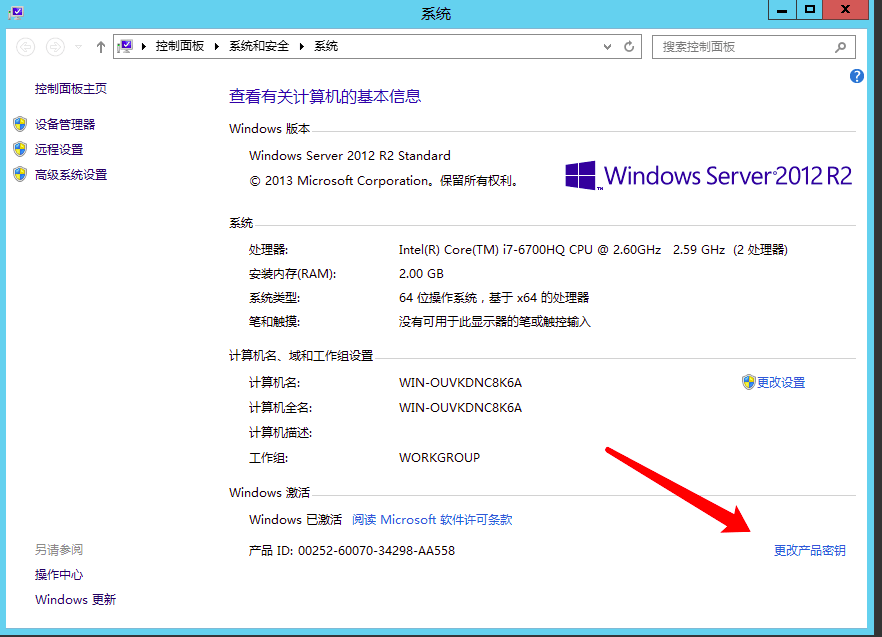 系统
控制面板 系统和安全 系统
搜索控制面板
控制面板主页
设备管理器
远程设置
高级系统设置
查看有关计算机的基本信息
Windows 版本
Windows Server 2012 R2 Standard
© 2013 Microsoft Corporation。保留所有权利。
Windows Server 2012 R2
系统
处理器: Intel(R) Core(TM) i7-6700HQ CPU @ 2.60GHz 2.59 GHz (2 处理器)
安装内存(RAM): 2.00 GB
系统类型: 64 位操作系统，基于 x64 的处理器
笔和触摸: 没有可用于此显示器的笔或触控输入
计算机名、域和工作组设置
计算机名: WIN-OUVKDNC8K6A 更改设置
计算机全名: WIN-OUVKDNC8K6A
计算机描述:
工作组: WORKGROUP
Windows 激活
Windows 已激活 阅读 Microsoft 软件许可条款
产品 ID: 00252-60070-34298-AA558 更改产品密钥
另请参阅
操作中心
Windows 更新